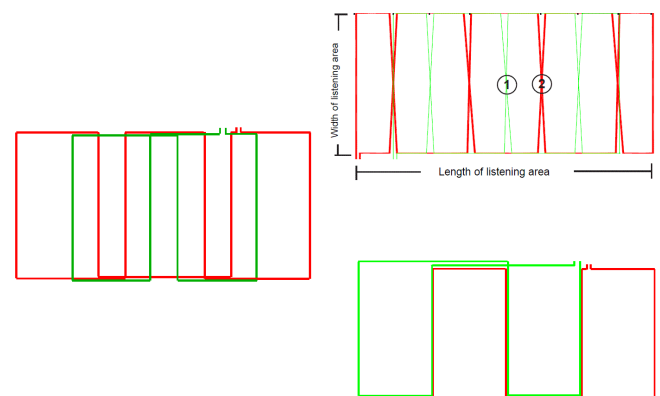 Width of listening area
1
2
Length of listening area